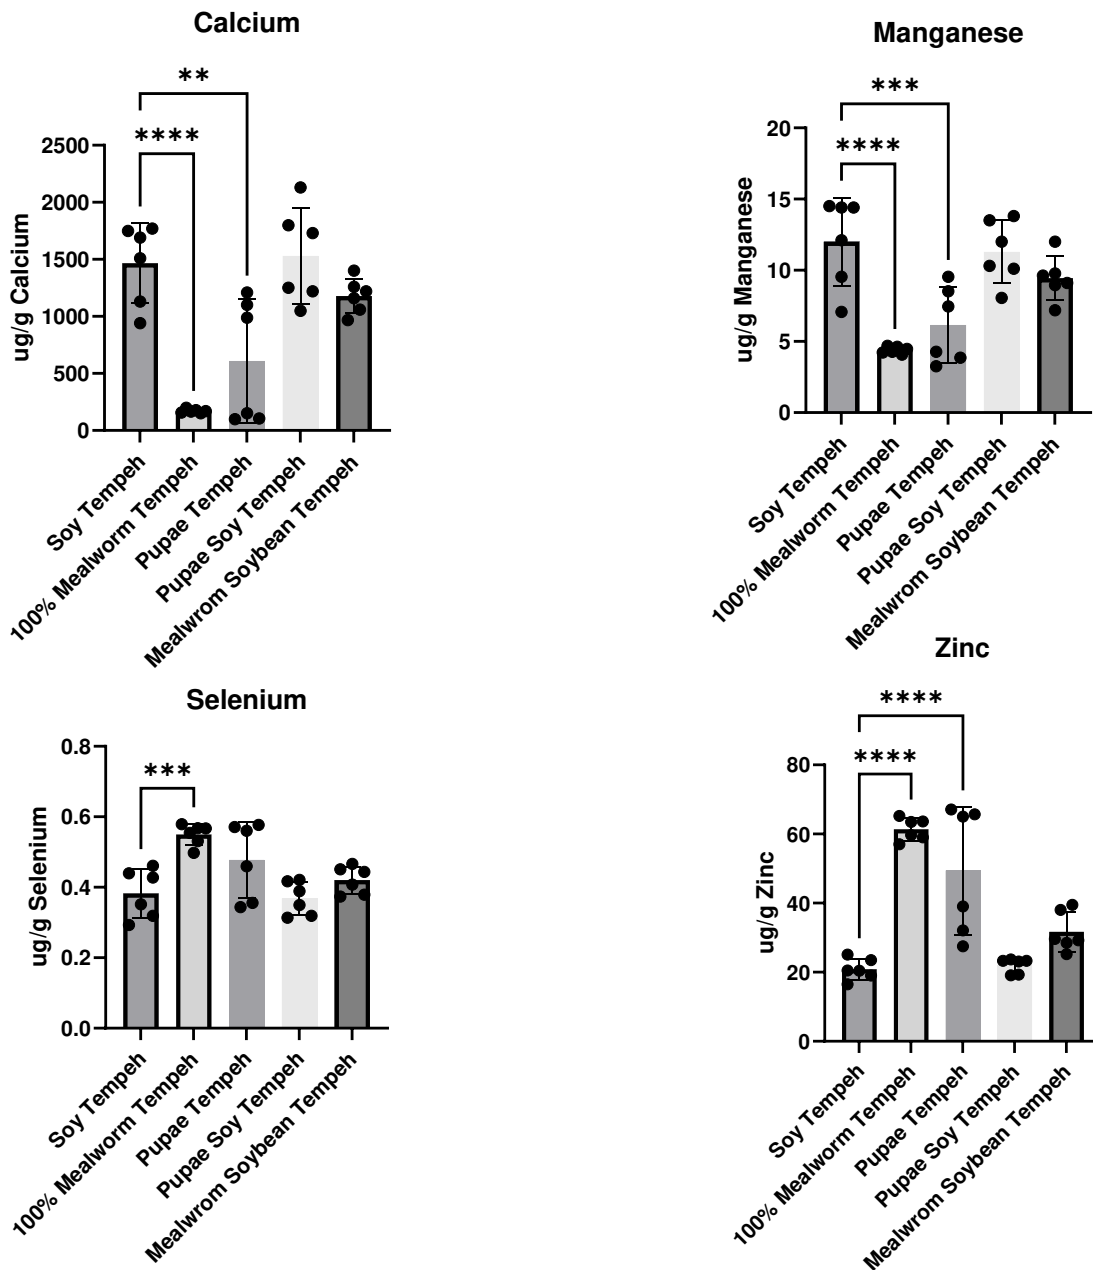 Calcium
**
****
2500
2000
1500
1000
500
0
ug/g Calcium
Soy Tempeh
100% Mealworm Tempeh
Pupae Tempeh
Pupae Soy Tempeh
Mealwrom Soybean Tempeh
Manganese
***
****
20
15
10
5
0
ug/g Manganese
Soy Tempeh
100% Mealworm Tempeh
Pupae Tempeh
Pupae Soy Tempeh
Mealwrom Soybean Tempeh
Selenium
***
0.8
0.6
0.4
0.2
0.0
ug/g Selenium
Soy Tempeh
100% Mealworm Tempeh
Pupae Tempeh
Pupae Soy Tempeh
Mealwrom Soybean Tempeh
Zinc
****
****
80
60
40
20
0
ug/g Zinc
Soy Tempeh
100% Mealworm Tempeh
Pupae Tempeh
Pupae Soy Tempeh
Mealwrom Soybean Tempeh